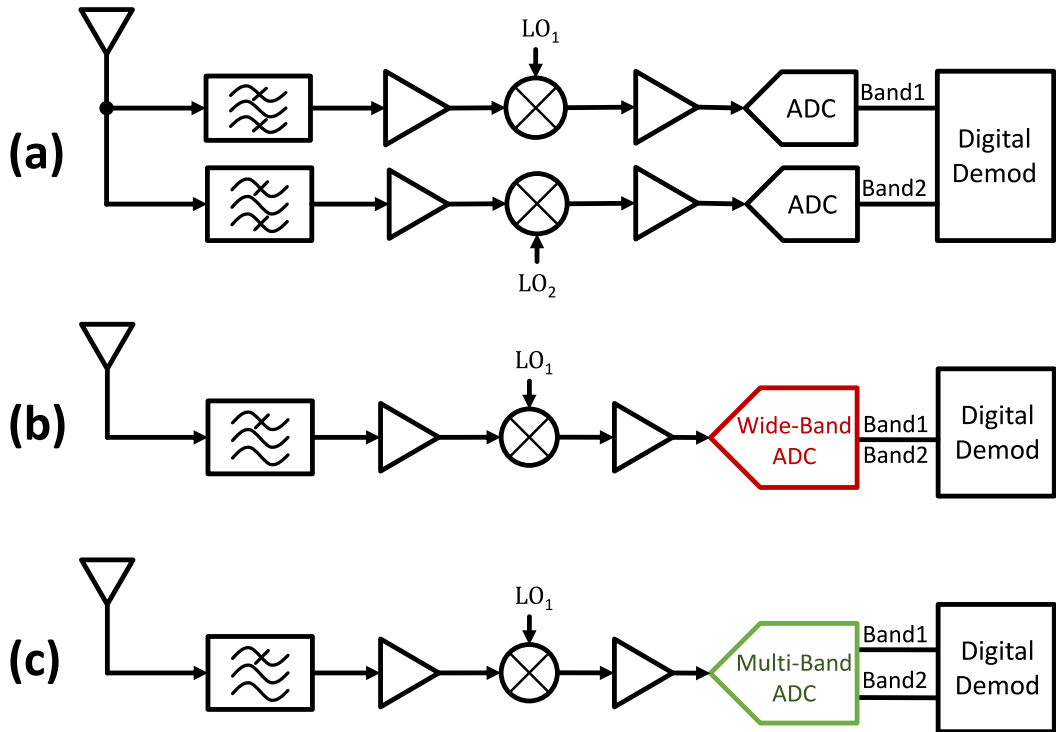 LO₁
(a)
ADC
Band1
Digital
Demod
ADC
Band2
LO₂
(b)
LO₁
Wide-Band
ADC
Band1
Band2
Digital
Demod
(c)
LO₁
Multi-Band
ADC
Band1
Band2
Digital
Demod